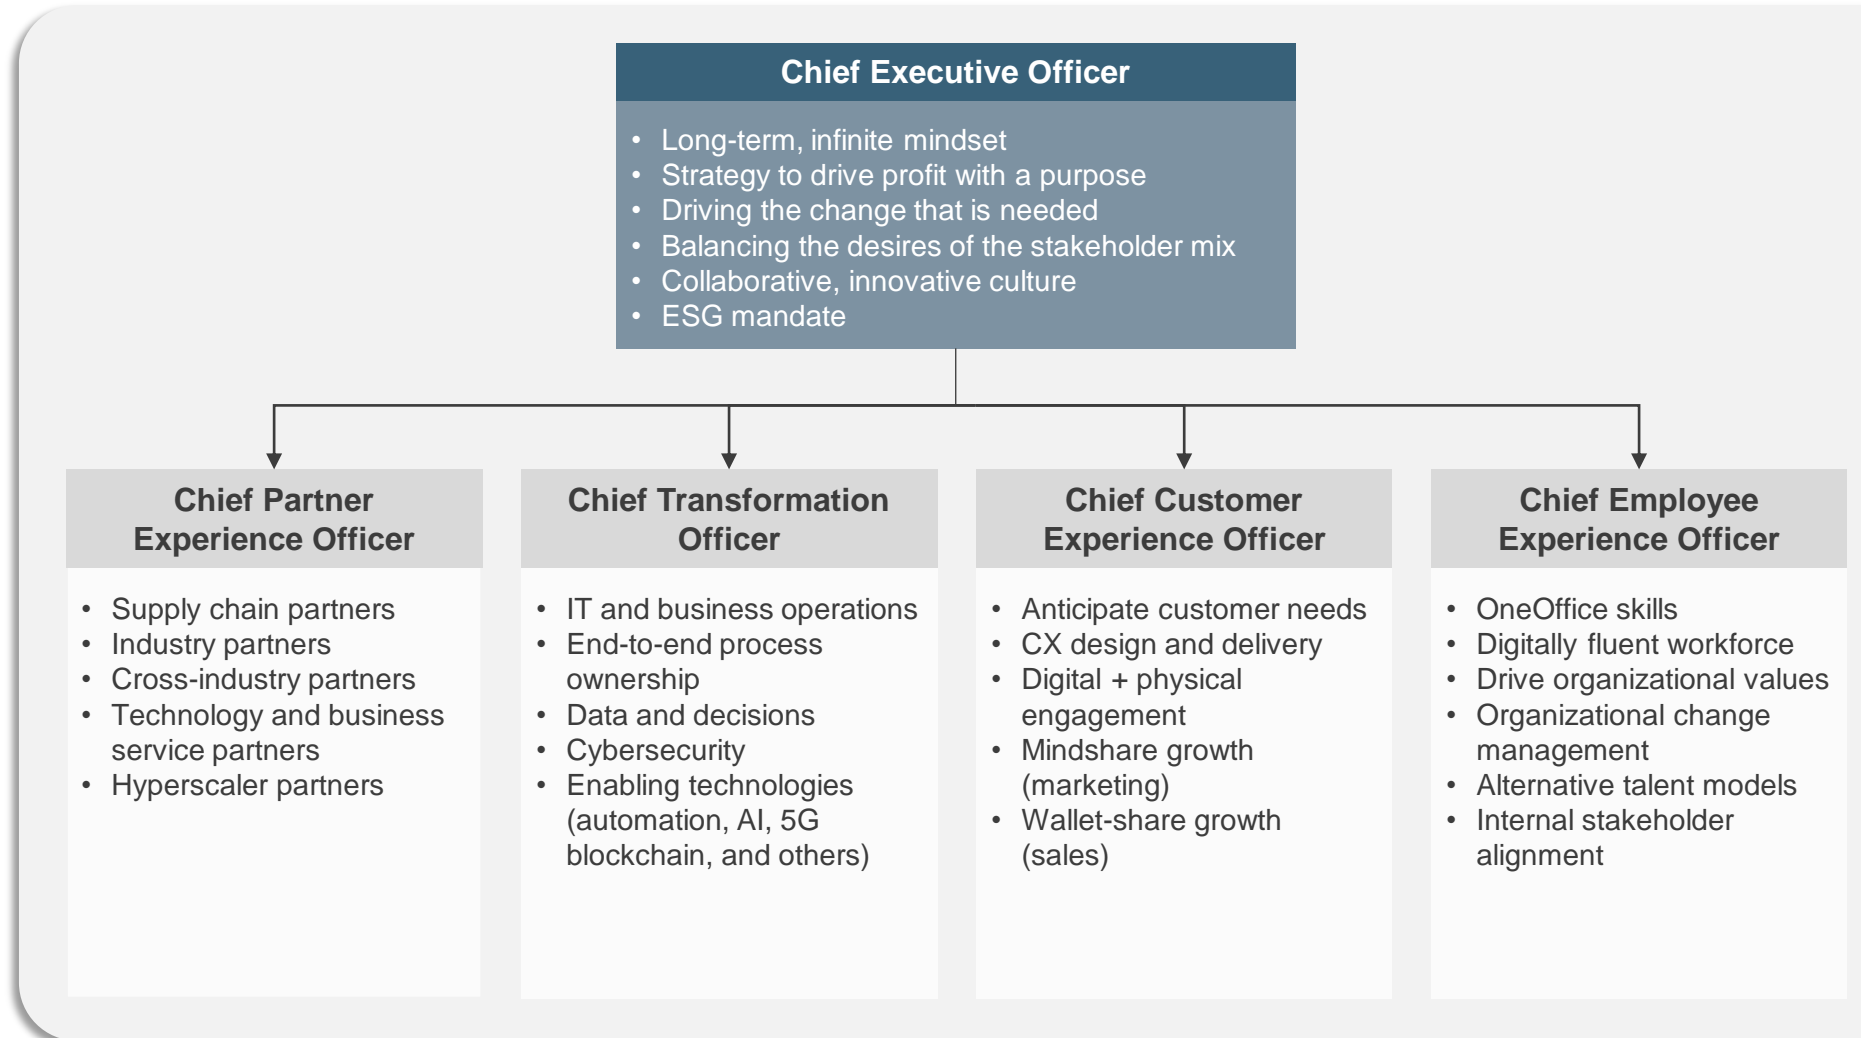 Chief Executive Officer
• Long-term, infinite mindset
• Strategy to drive profit with a purpose
• Driving the change that is needed
• Balancing the desires of the stakeholder mix
• Collaborative, innovative culture
• ESG mandate
Chief Partner
Experience Officer
• Supply chain partners
• Industry partners
• Cross-industry partners
• Technology and business
service partners
• Hyperscaler partners
Chief Transformation
Officer
• IT and business operations
• End-to-end process
ownership
• Data and decisions
• Cybersecurity
• Enabling technologies
(automation, AI, 5G
blockchain, and others)
Chief Customer
Experience Officer
• Anticipate customer needs
• CX design and delivery
• Digital + physical
engagement
• Mindshare growth
(marketing)
• Wallet-share growth
(sales)
Chief Employee
Experience Officer
• OneOffice skills
• Digitally fluent workforce
• Drive organizational values
• Organizational change
management
• Alternative talent models
• Internal stakeholder
alignment